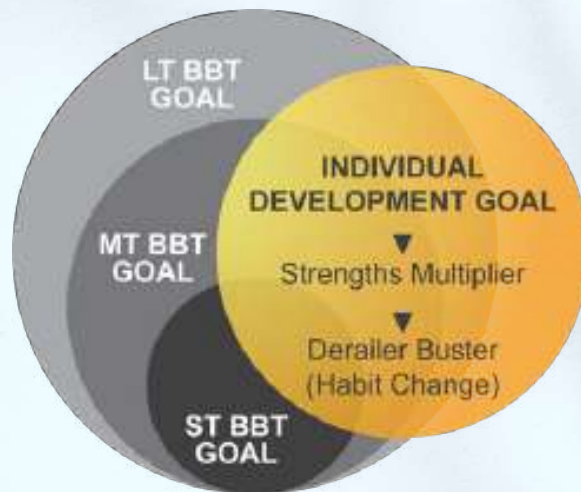 LT BBT
GOAL
INDIVIDUAL
DEVELOPMENT GOAL
▼
Strengths Multiplier
▼
Derailer Buster
(Habit Change)
MT BBT
GOAL
ST BBT
GOAL